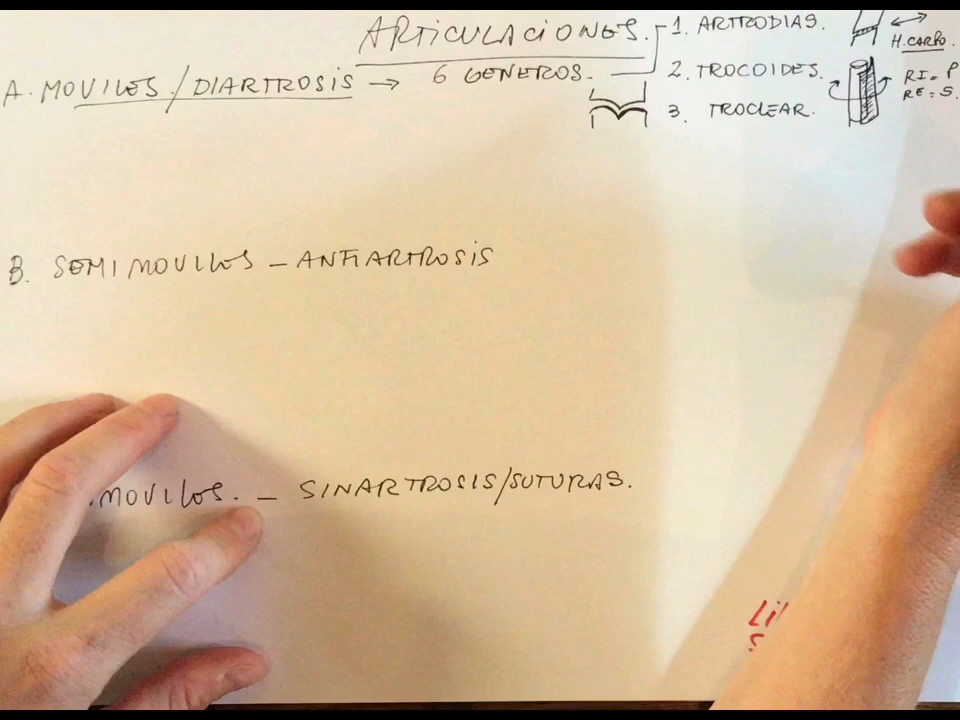 ARTICULACIONES.
1. ARTRODIAS.
H. CARPO.
A. MOVILES / DIARTROSIS → 6 GENEROS.
2. TROCOIDES.
RI = P
RE = S.
3. TROCLEAR.
B. SEMIMOVILES - ANFIARTROSIS
MOVILES. - SINARTROSIS/SUTURAS.